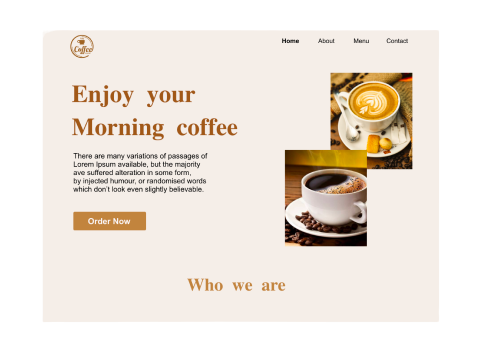 Coffee
Home About Menu Contact
Enjoy your
Morning coffee
There are many variations of passages of
Lorem Ipsum available, but the majority
ave suffered alteration in some form,
by injected humour, or randomised words
which don't look even slightly believable.
Order Now
Who we are